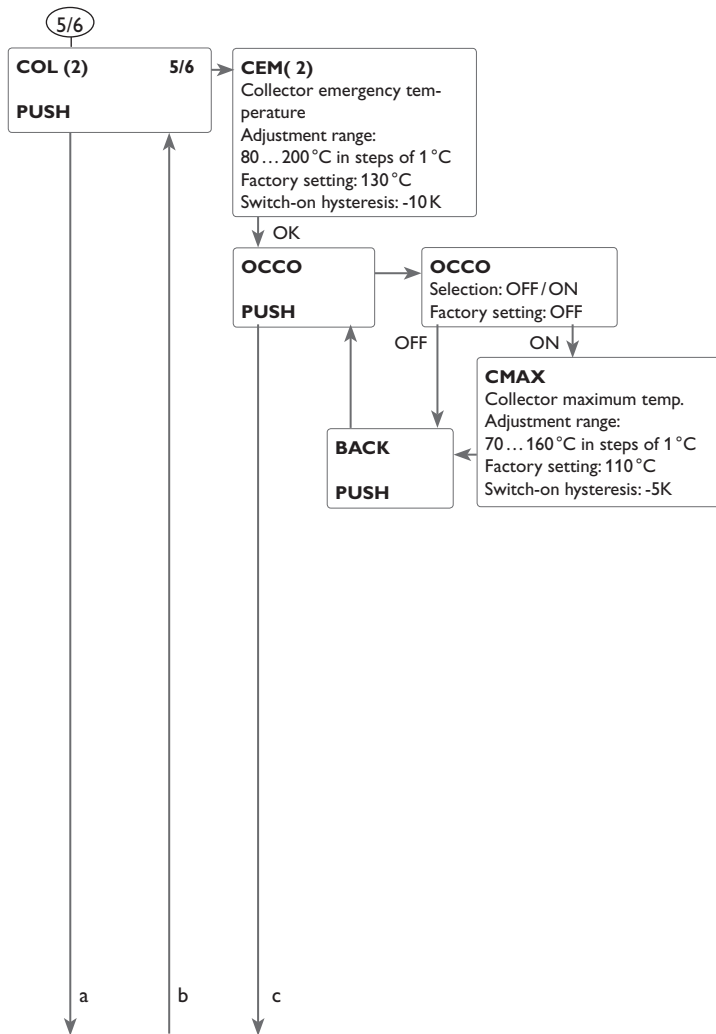 5/6
COL (2) 5/6
PUSH
CEM( 2)
Collector emergency tem-
perature
Adjustment range:
80…200 °C in steps of 1 °C
Factory setting: 130 °C
Switch-on hysteresis: -10 K
OK
OCCO
PUSH
OCCO
Selection: OFF / ON
Factory setting: OFF
OFF
ON
CMAX
Collector maximum temp.
Adjustment range:
70…160 °C in steps of 1 °C
Factory setting: 110 °C
Switch-on hysteresis: -5K
BACK
PUSH
a
b
c